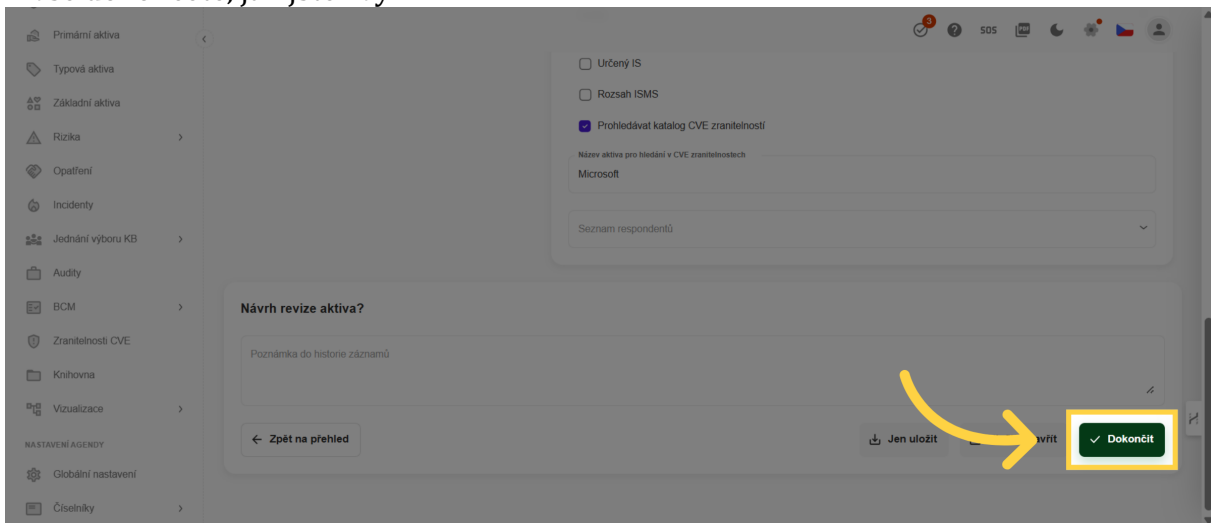 Primární aktiva
3
SOS
Typová aktiva
Určený IS
Základní aktiva
Rozsah ISMS
Rizika
Prohledávat katalog CVE zranitelností
Název aktiva pro hledání v CVE zranitelnostech
Opatření
Microsoft
Incidenty
Seznam respondentů
Jednání výboru KB
Audity
BCM
Návrh revize aktiva?
Zranitelnosti CVE
Poznámka do historie záznamů
Knihovna
Vizualizace
Zpět na přehled
Jen uložit
Dokončit
NASTAVENÍ AGENDY
Globální nastavení
Číselníky